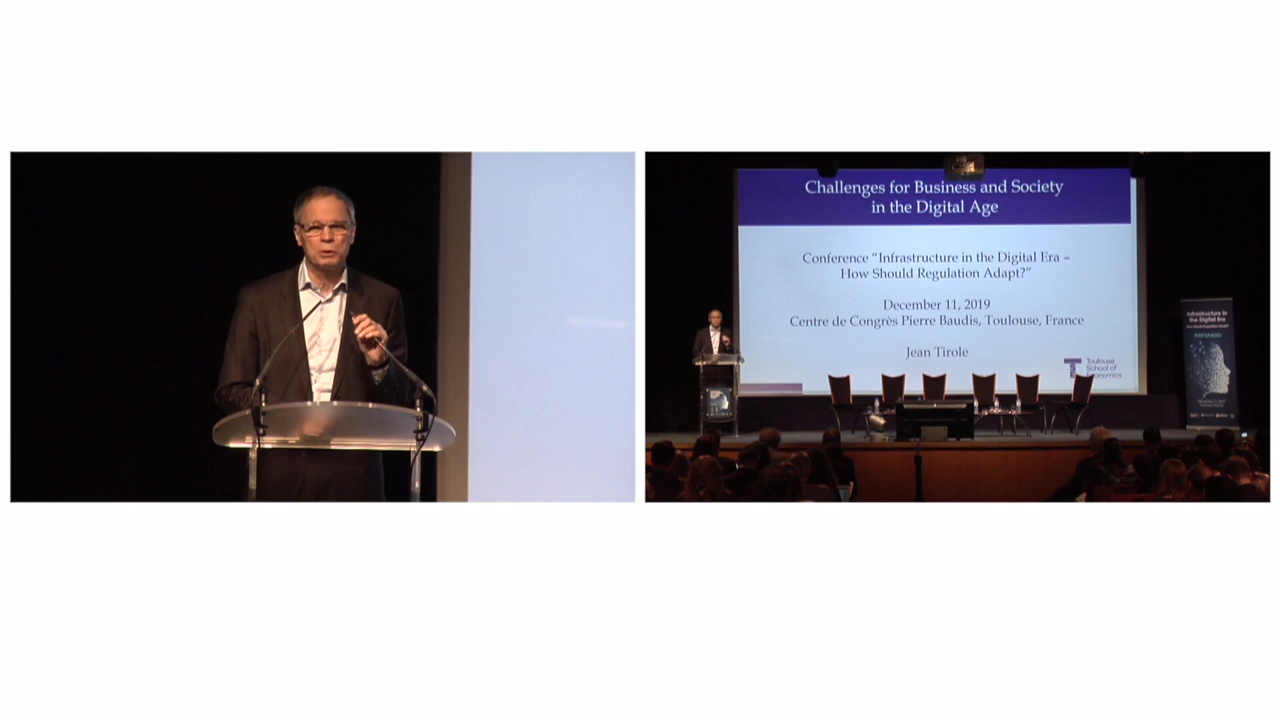 Challenges for Business and Society
in the Digital Age
Conference “Infrastructure in the Digital Era –
How Should Regulation Adapt?”
December 11, 2019
Centre de Congrès Pierre Baudis, Toulouse, France
Jean Tirole
Toulouse
School of
Economics
Infrastructure in
the Digital Era